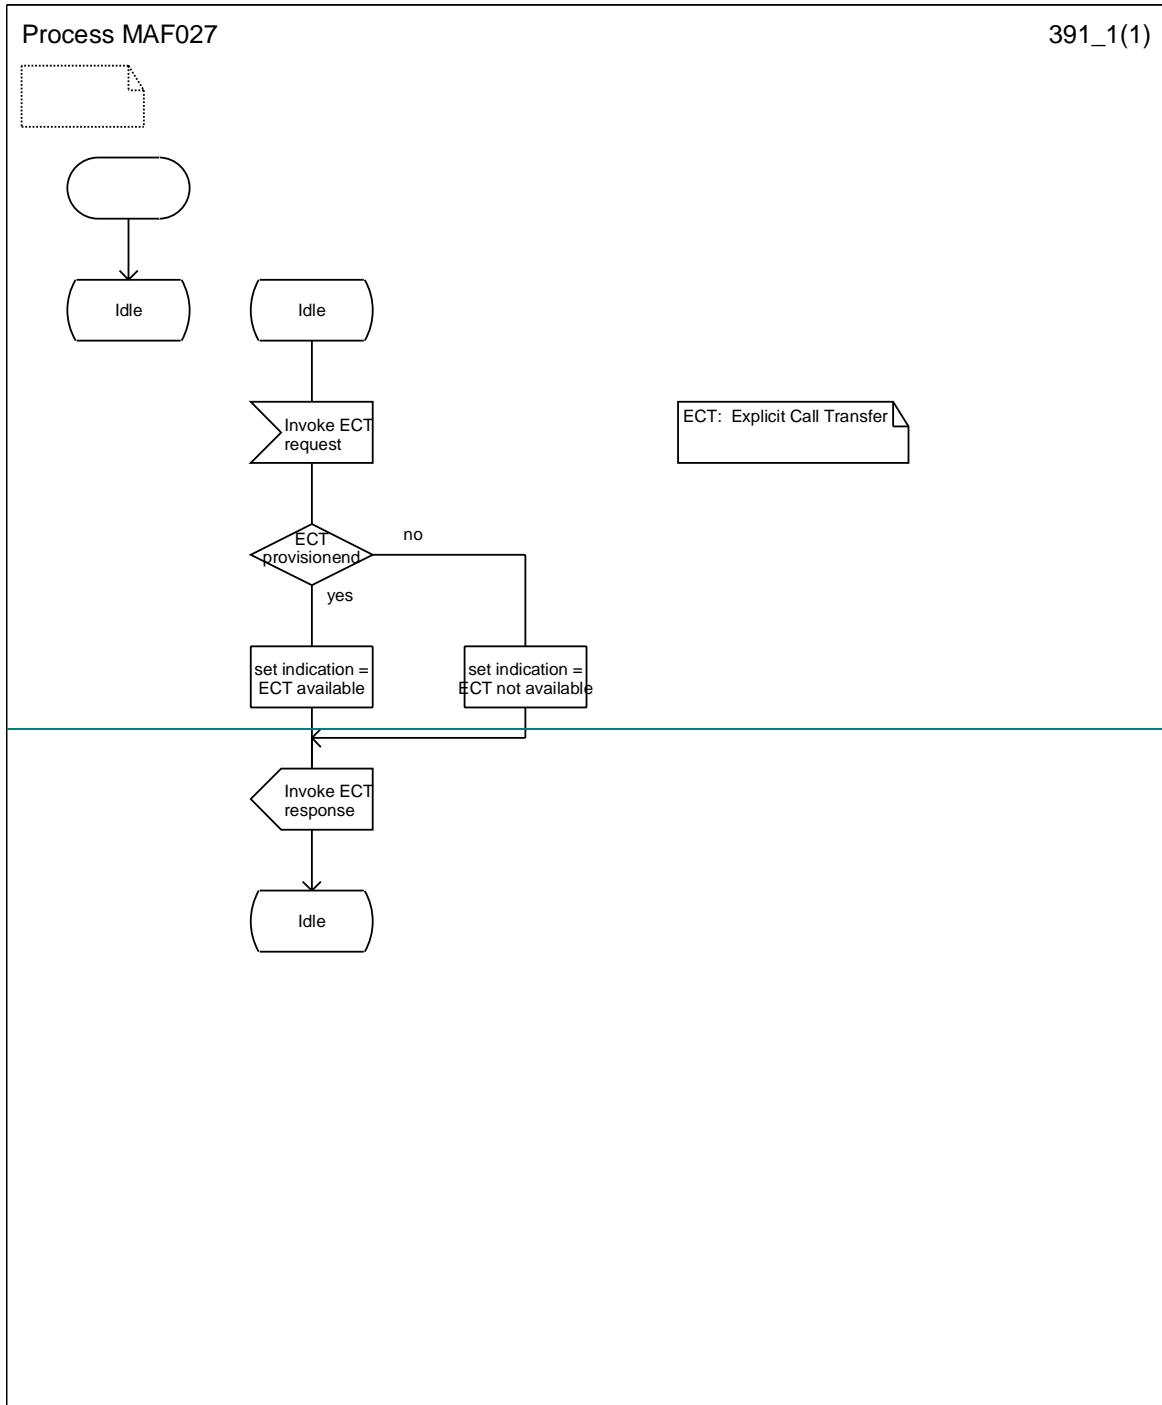 Process MAF027
391_1(1)
Idle
Idle
Invoke ECT
request
ECT:  Explicit Call Transfer
ECT
provisionend
no
yes
set indication =
ECT available
set indication =
ECT not available
Invoke ECT
response
Idle